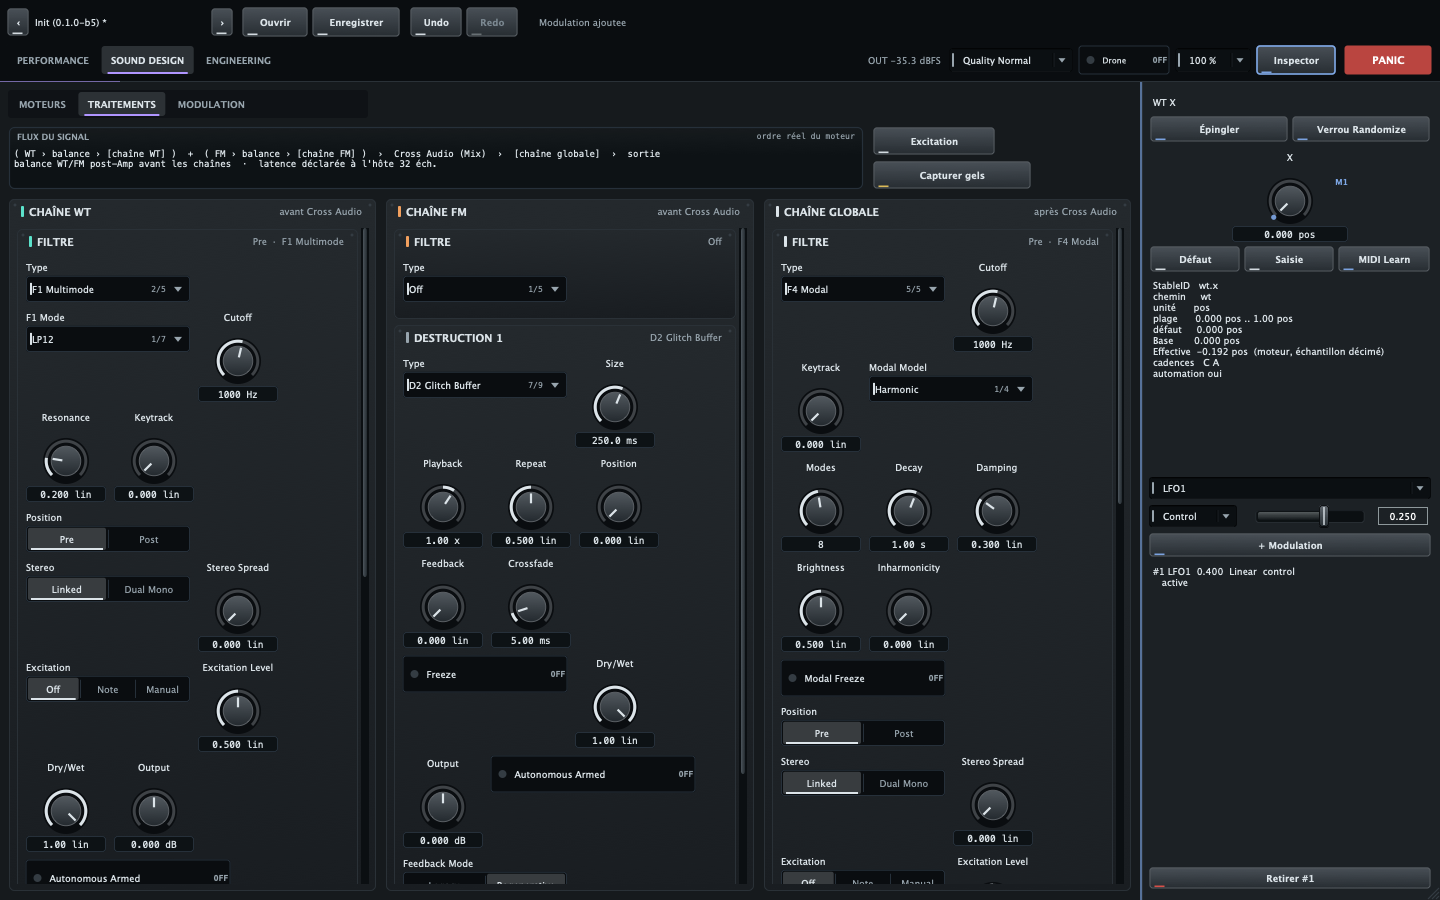 ‹ Init (0.1.0-b5) * › Ouvrir Enregistrer Undo Redo Modulation ajoutee
PERFORMANCE SOUND DESIGN ENGINEERING OUT -35.3 dBFS Quality Normal Drone OFF 100 % Inspector PANIC
MOTEURS TRAITEMENTS MODULATION
FLUX DU SIGNAL ordre réel du moteur
( WT › balance › [chaîne WT] ) + ( FM › balance › [chaîne FM] ) › Cross Audio (Mix) › [chaîne globale] › sortie
balance WT/FM post-Amp avant les chaînes · latence déclarée à l'hôte 32 éch.
Excitation
Capturer gels
CHAÎNE WT avant Cross Audio
FILTRE Pre · F1 Multimode
Type
F1 Multimode 2/5
F1 Mode Cutoff
LP12 1/7
1000 Hz
Resonance Keytrack
0.200 lin 0.000 lin
Position
Pre Post
Stereo Stereo Spread
Linked Dual Mono
0.000 lin
Excitation Excitation Level
Off Note Manual
0.500 lin
Dry/Wet Output
1.00 lin 0.000 dB
Autonomous Armed OFF
CHAÎNE FM avant Cross Audio
FILTRE Off
Type
Off 1/5
DESTRUCTION 1 D2 Glitch Buffer
Type Size
D2 Glitch Buffer 7/9
250.0 ms
Playback Repeat Position
1.00 x 0.500 lin 0.000 lin
Feedback Crossfade
0.000 lin 5.00 ms
Freeze OFF Dry/Wet
1.00 lin
Output Autonomous Armed OFF
0.000 dB
Feedback Mode
CHAÎNE GLOBALE après Cross Audio
FILTRE Pre · F4 Modal
Type Cutoff
F4 Modal 5/5
1000 Hz
Keytrack Modal Model
Harmonic 1/4
0.000 lin
Modes Decay Damping
8 1.00 s 0.300 lin
Brightness Inharmonicity
0.500 lin 0.000 lin
Modal Freeze OFF
Position
Pre Post
Stereo Stereo Spread
Linked Dual Mono
0.000 lin
Excitation Excitation Level
Off Note Manual
WT X
Épingler Verrou Randomize
X
M1
0.000 pos
Défaut Saisie MIDI Learn
StableID wt.x
chemin wt
unité pos
plage 0.000 pos .. 1.00 pos
défaut 0.000 pos
Base 0.000 pos
Effective -0.192 pos (moteur, échantillon décimé)
cadences C A
automation oui
LFO1
Control 0.250
+ Modulation
#1 LFO1 0.400 Linear control
active
Retirer #1